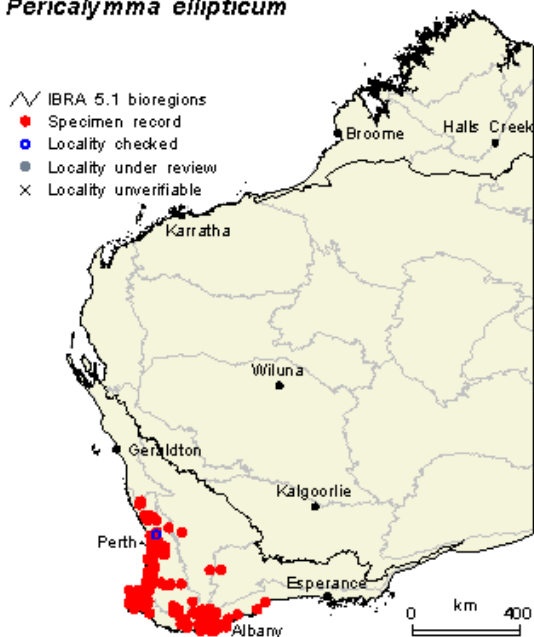 Pericalymma ellipticum
IBRA 5.1 bioregions
Specimen record
Locality checked
Locality under review
Locality unverifiable
Broome
Halls Creek
Karratha
Wiluna
Geraldton
Kalgoorlie
Perth
Esperance
Albany
0 km 400